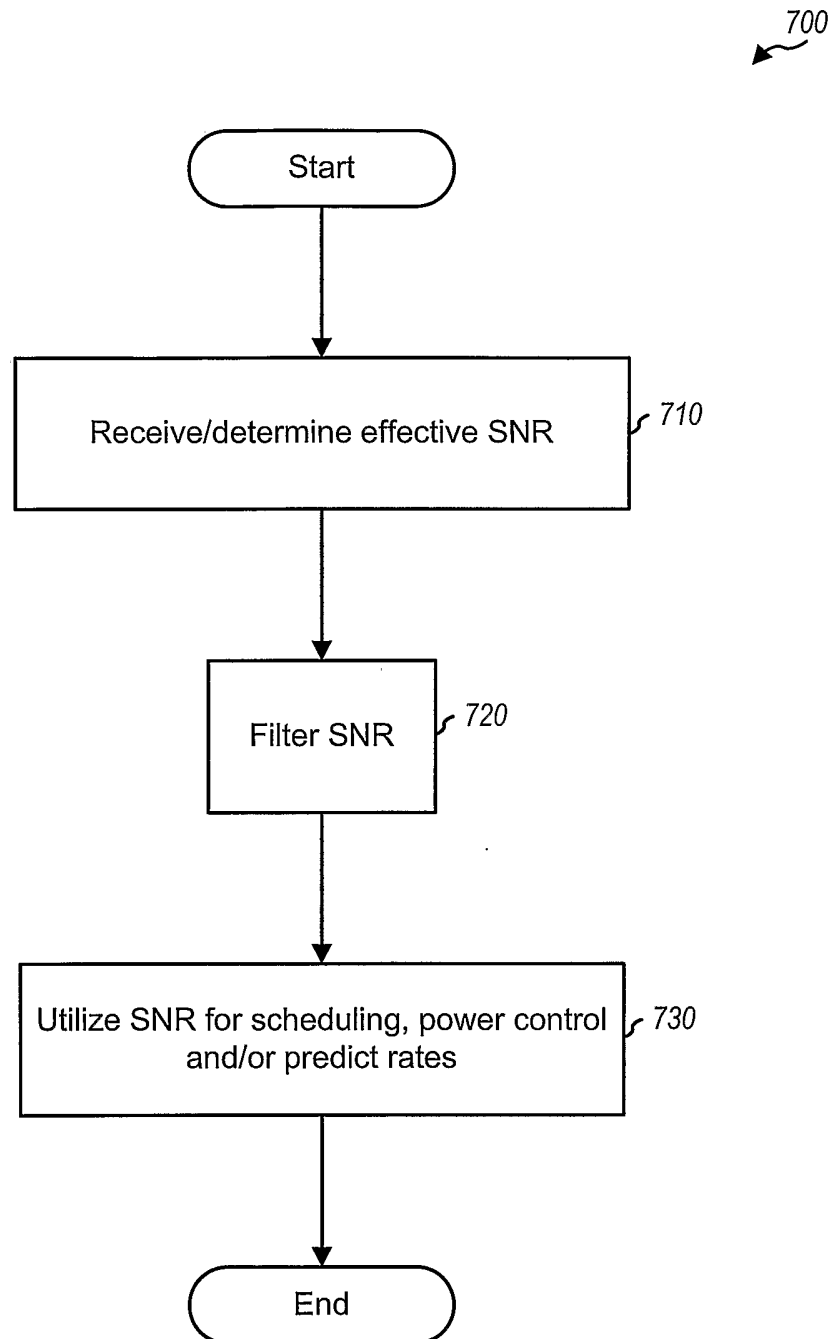 700
Start
Receive/determine effective SNR
710
Filter SNR
720
Utilize SNR for scheduling, power control
and/or predict rates
730
End